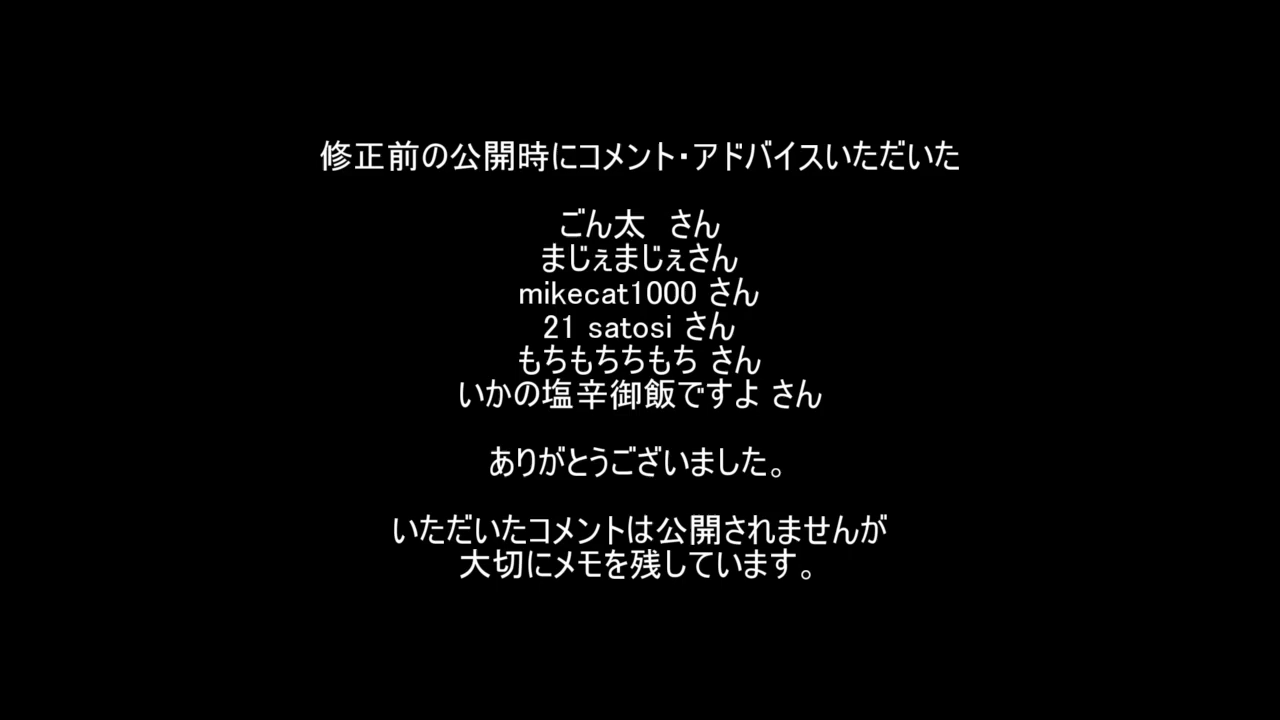 修正前の公開時にコメント・アドバイスいただいた
ごん太　さん
まじぇまじぇさん
mikecat1000 さん
21 satosi さん
もちもちちもち さん
いかの塩辛御飯ですよ さん
ありがとうございました。
いただいたコメントは公開されませんが
大切にメモを残しています。